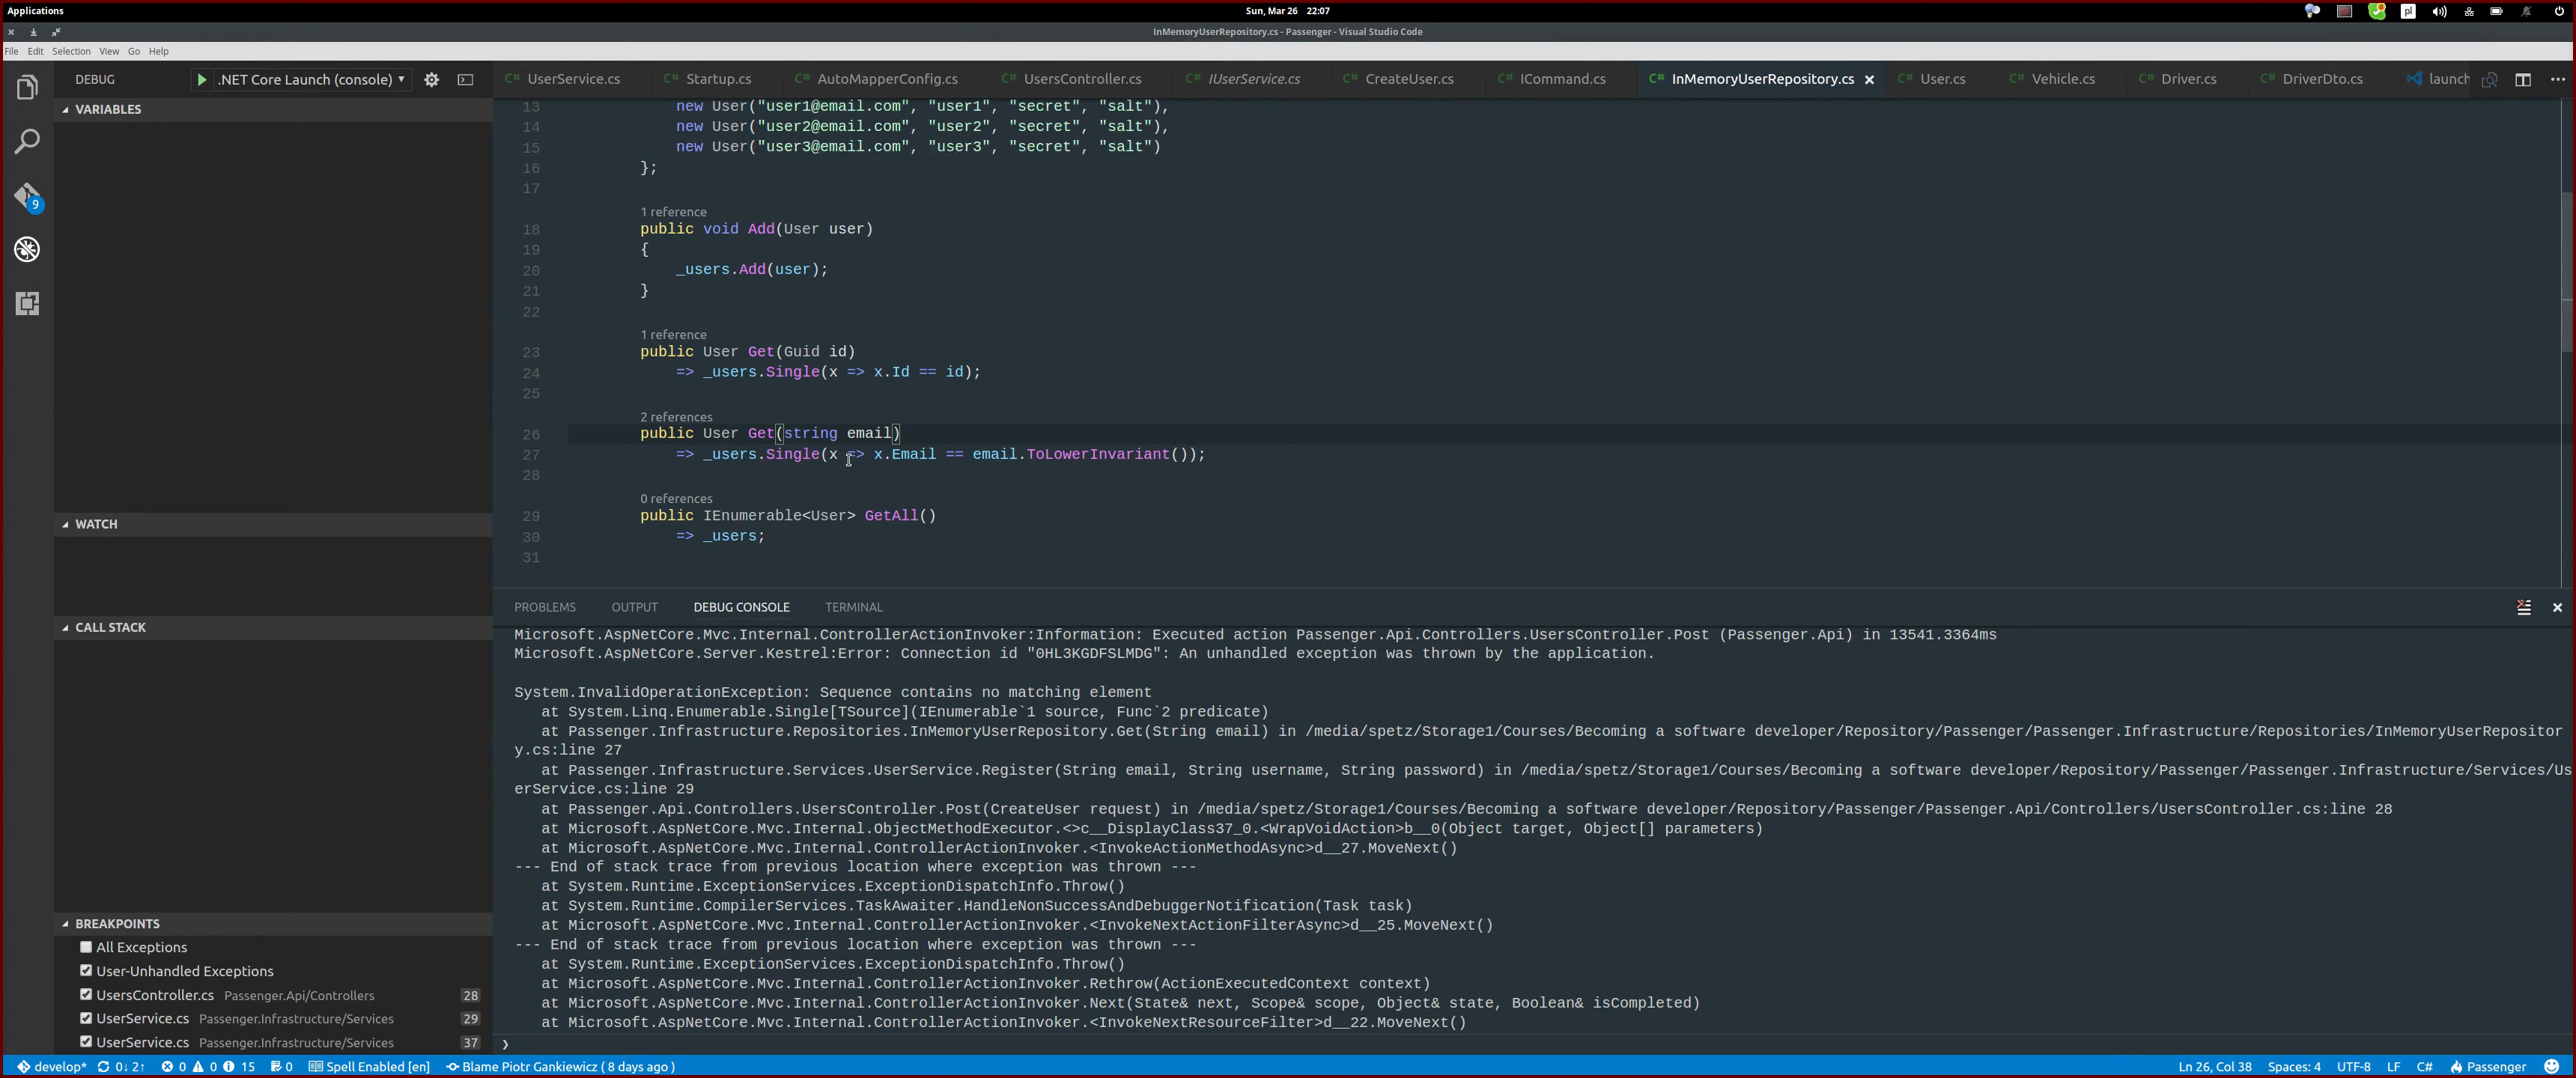 Applications
Sun, Mar 26 22:07
pl
InMemoryUserRepository.cs - Passenger - Visual Studio Code
File Edit Selection View Go Help
DEBUG
.NET Core Launch (console)
UserService.cs
Startup.cs
AutoMapperConfig.cs
UsersController.cs
IUserService.cs
CreateUser.cs
ICommand.cs
InMemoryUserRepository.cs
User.cs
Vehicle.cs
Driver.cs
DriverDto.cs
launch
VARIABLES
WATCH
CALL STACK
BREAKPOINTS
All Exceptions
User-Unhandled Exceptions
UsersController.cs Passenger.Api/Controllers 28
UserService.cs Passenger.Infrastructure/Services 29
UserService.cs Passenger.Infrastructure/Services 37
9
13 new User("user1@email.com", "user1", "secret", "salt"),
14 new User("user2@email.com", "user2", "secret", "salt"),
15 new User("user3@email.com", "user3", "secret", "salt")
16 };
17
1 reference
18 public void Add(User user)
19 {
20 _users.Add(user);
21 }
22
1 reference
23 public User Get(Guid id)
24 => _users.Single(x => x.Id == id);
25
2 references
26 public User Get(string email)
27 => _users.Single(x => x.Email == email.ToLowerInvariant());
28
0 references
29 public IEnumerable<User> GetAll()
30 => _users;
31
PROBLEMS OUTPUT DEBUG CONSOLE TERMINAL
Microsoft.AspNetCore.Mvc.Internal.ControllerActionInvoker:Information: Executed action Passenger.Api.Controllers.UsersController.Post (Passenger.Api) in 13541.3364ms
Microsoft.AspNetCore.Server.Kestrel:Error: Connection id "0HL3KGDFSLMDG": An unhandled exception was thrown by the application.
System.InvalidOperationException: Sequence contains no matching element
at System.Linq.Enumerable.Single[TSource](IEnumerable`1 source, Func`2 predicate)
at Passenger.Infrastructure.Repositories.InMemoryUserRepository.Get(String email) in /media/spetz/Storage1/Courses/Becoming a software developer/Repository/Passenger/Passenger.Infrastructure/Repositories/InMemoryUserRepositor
y.cs:line 27
at Passenger.Infrastructure.Services.UserService.Register(String email, String username, String password) in /media/spetz/Storage1/Courses/Becoming a software developer/Repository/Passenger/Passenger.Infrastructure/Services/Us
erService.cs:line 29
at Passenger.Api.Controllers.UsersController.Post(CreateUser request) in /media/spetz/Storage1/Courses/Becoming a software developer/Repository/Passenger/Passenger.Api/Controllers/UsersController.cs:line 28
at Microsoft.AspNetCore.Mvc.Internal.ObjectMethodExecutor.<>c__DisplayClass37_0.<WrapVoidAction>b__0(Object target, Object[] parameters)
at Microsoft.AspNetCore.Mvc.Internal.ControllerActionInvoker.<InvokeActionMethodAsync>d__27.MoveNext()
--- End of stack trace from previous location where exception was thrown ---
at System.Runtime.ExceptionServices.ExceptionDispatchInfo.Throw()
at System.Runtime.CompilerServices.TaskAwaiter.HandleNonSuccessAndDebuggerNotification(Task task)
at Microsoft.AspNetCore.Mvc.Internal.ControllerActionInvoker.<InvokeNextActionFilterAsync>d__25.MoveNext()
--- End of stack trace from previous location where exception was thrown ---
at System.Runtime.ExceptionServices.ExceptionDispatchInfo.Throw()
at Microsoft.AspNetCore.Mvc.Internal.ControllerActionInvoker.Rethrow(ActionExecutedContext context)
at Microsoft.AspNetCore.Mvc.Internal.ControllerActionInvoker.Next(State& next, Scope& scope, Object& state, Boolean& isCompleted)
at Microsoft.AspNetCore.Mvc.Internal.ControllerActionInvoker.<InvokeNextResourceFilter>d__22.MoveNext()
develop* 0↓ 2↑ 0 0 15 0 Spell Enabled [en] Blame Piotr Gankiewicz ( 8 days ago ) Ln 26, Col 38 Spaces: 4 UTF-8 LF C# Passenger